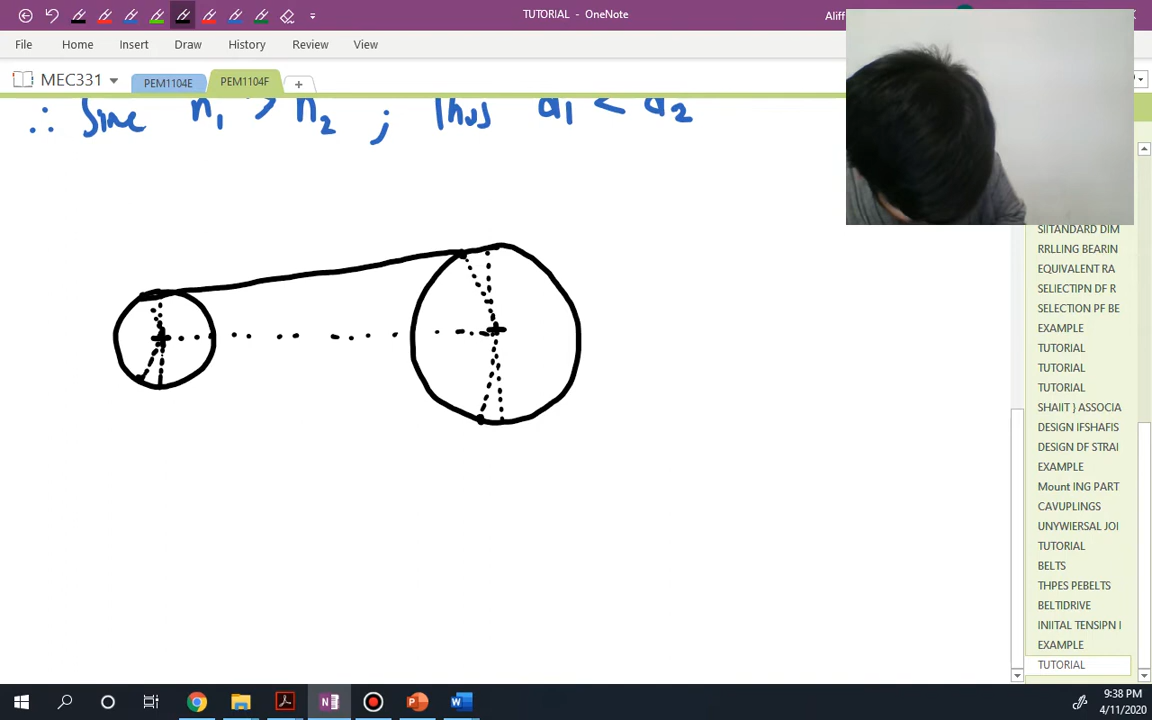 TUTORIAL - OneNote
Aliff
File Home Insert Draw History Review View
MEC331
PEM1104E
PEM1104F
∴ Since n1 > n2 ; Thus d1 < d2
SIITANDARD DIM
RRLLING BEARIN
EQUIVALENT RA
SELIECTIPN DF R
SELECTION PF BE
EXAMPLE
TUTORIAL
TUTORIAL
TUTORIAL
SHAIIT } ASSOCIA
DESIGN IFSHAFIS
DESIGN DF STRAI
EXAMPLE
Mount ING PART
CAVUPLINGS
UNYWIERSAL JOI
TUTORIAL
BELTS
THPES PEBELTS
BELTIDRIVE
INIITAL TENSIPN I
EXAMPLE
TUTORIAL
9:38 PM
4/11/2020